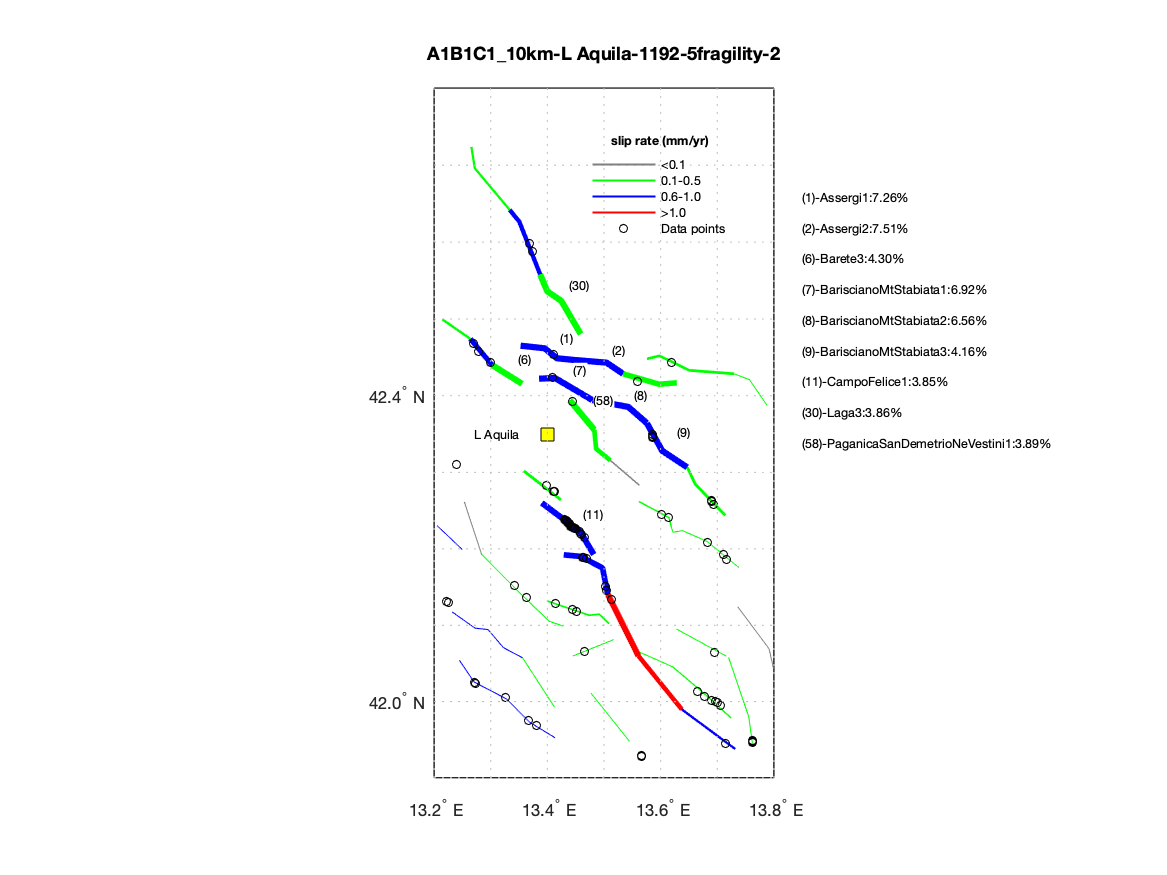 A1B1C1_10km-L Aquila-1192-5fragility-2
slip rate (mm/yr)
<0.1
0.1-0.5
0.6-1.0
>1.0
Data points
(1)-Assergi1:7.26%
(2)-Assergi2:7.51%
(6)-Barete3:4.30%
(7)-BariscianoMtStabiata1:6.92%
(8)-BariscianoMtStabiata2:6.56%
(9)-BariscianoMtStabiata3:4.16%
(11)-CampoFelice1:3.85%
(30)-Laga3:3.86%
(58)-PaganicaSanDemetrioNeVestini1:3.89%
(30)
(1)
(2)
(6)
(7)
(8)
(58)
(9)
(11)
L Aquila
42.4° N
42.0° N
13.2° E
13.4° E
13.6° E
13.8° E